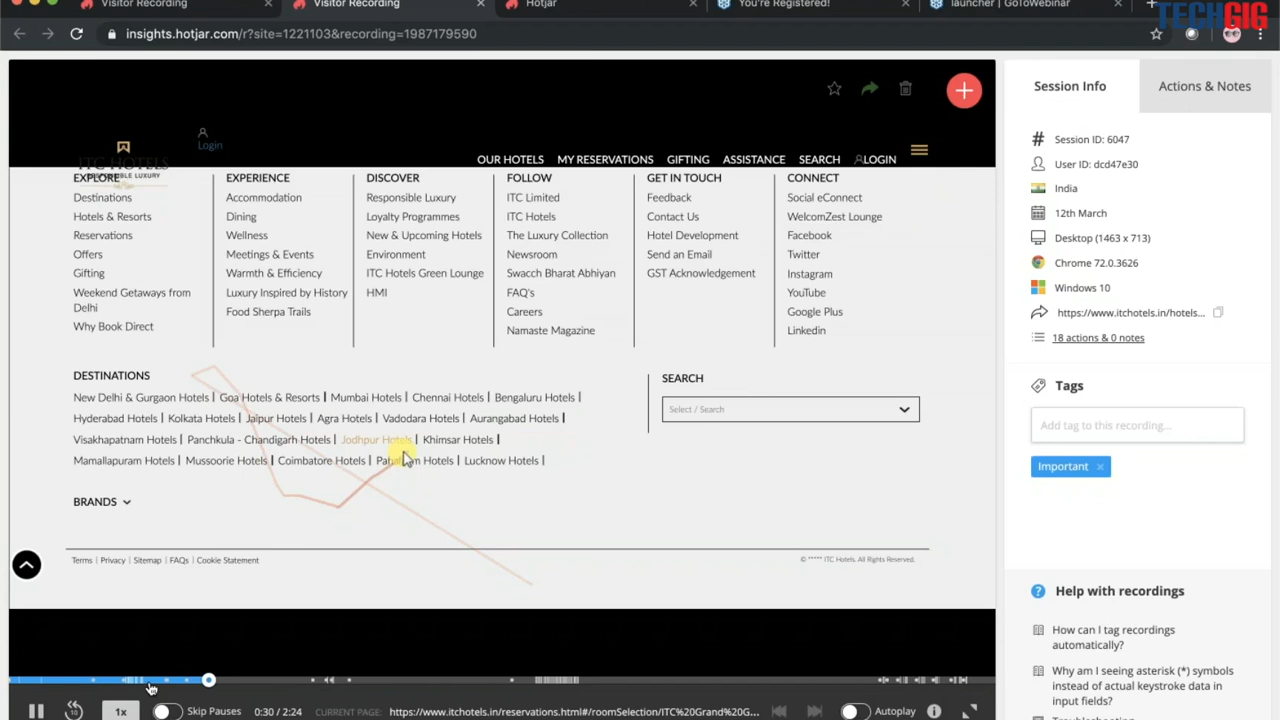 Visitor Recording
Visitor Recording
Hotjar
You're Registered!
launcher | GoToWebinar
TECHGIG
insights.hotjar.com/r?site=1221103&recording=1987179590
Login
ITC HOTELS
RESPONSIBLE LUXURY
OUR HOTELS MY RESERVATIONS GIFTING ASSISTANCE SEARCH LOGIN
EXPLORE
Destinations
Hotels & Resorts
Reservations
Offers
Gifting
Weekend Getaways from
Delhi
Why Book Direct
EXPERIENCE
Accommodation
Dining
Wellness
Meetings & Events
Warmth & Efficiency
Luxury Inspired by History
Food Sherpa Trails
DISCOVER
Responsible Luxury
Loyalty Programmes
New & Upcoming Hotels
Environment
ITC Hotels Green Lounge
HMI
FOLLOW
ITC Limited
ITC Hotels
The Luxury Collection
Newsroom
Swacch Bharat Abhiyan
FAQ's
Careers
Namaste Magazine
GET IN TOUCH
Feedback
Contact Us
Hotel Development
Send an Email
GST Acknowledgement
CONNECT
Social eConnect
WelcomZest Lounge
Facebook
Twitter
Instagram
YouTube
Google Plus
Linkedin
DESTINATIONS
New Delhi & Gurgaon Hotels | Goa Hotels & Resorts | Mumbai Hotels | Chennai Hotels | Bengaluru Hotels |
Hyderabad Hotels | Kolkata Hotels | Jaipur Hotels | Agra Hotels | Vadodara Hotels | Aurangabad Hotels |
Visakhapatnam Hotels | Panchkula - Chandigarh Hotels | Jodhpur Hotels | Khimsar Hotels |
Mamallapuram Hotels | Mussoorie Hotels | Coimbatore Hotels | Hotels | Lucknow Hotels |
SEARCH
Select / Search
BRANDS
Terms | Privacy | Sitemap | FAQs | Cookie Statement
© ***** ITC Hotels. All Rights Reserved.
10
1x
Skip Pauses
0:30 / 2:24
CURRENT PAGE:
https://www.itchotels.in/reservations.html#/roomSelection/ITC%20Grand%20G...
Autoplay
Session Info
Actions & Notes
Session ID: 6047
User ID: dcd47e30
India
12th March
Desktop (1463 x 713)
Chrome 72.0.3626
Windows 10
https://www.itchotels.in/hotels...
18 actions & 0 notes
Tags
Add tag to this recording...
Important ×
Help with recordings
How can I tag recordings
automatically?
Why am I seeing asterisk (*) symbols
instead of actual keystroke data in
input fields?